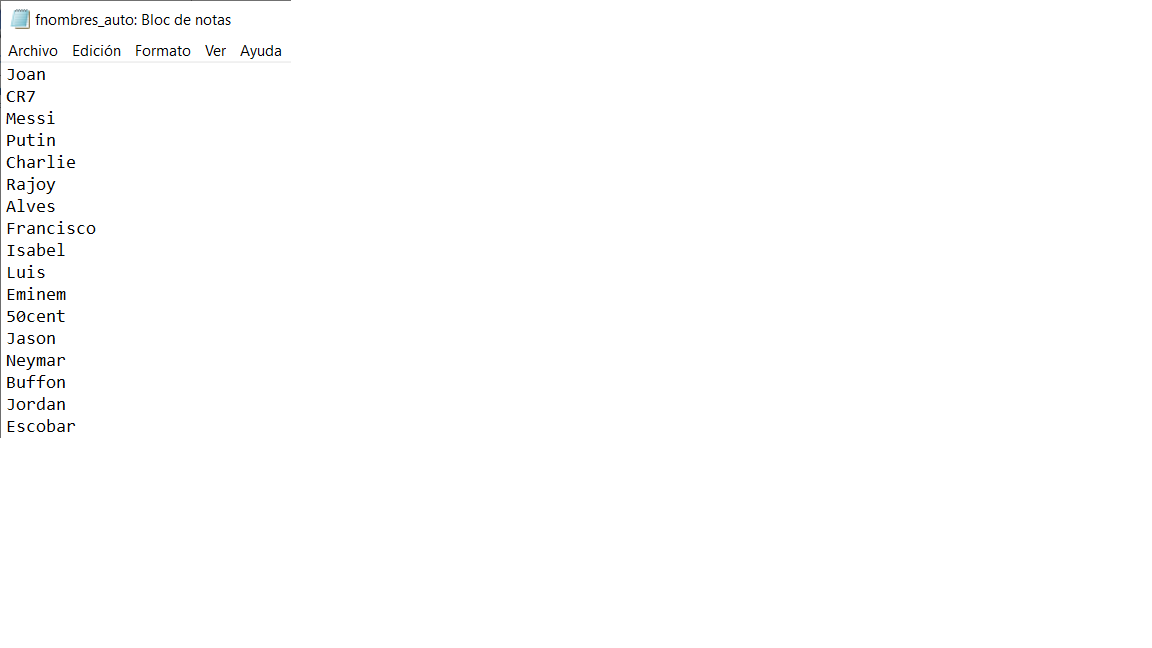 fnombres_auto: Bloc de notas
Archivo Edición Formato Ver Ayuda
Joan
CR7
Messi
Putin
Charlie
Rajoy
Alves
Francisco
Isabel
Luis
Eminem
50cent
Jason
Neymar
Buffon
Jordan
Escobar